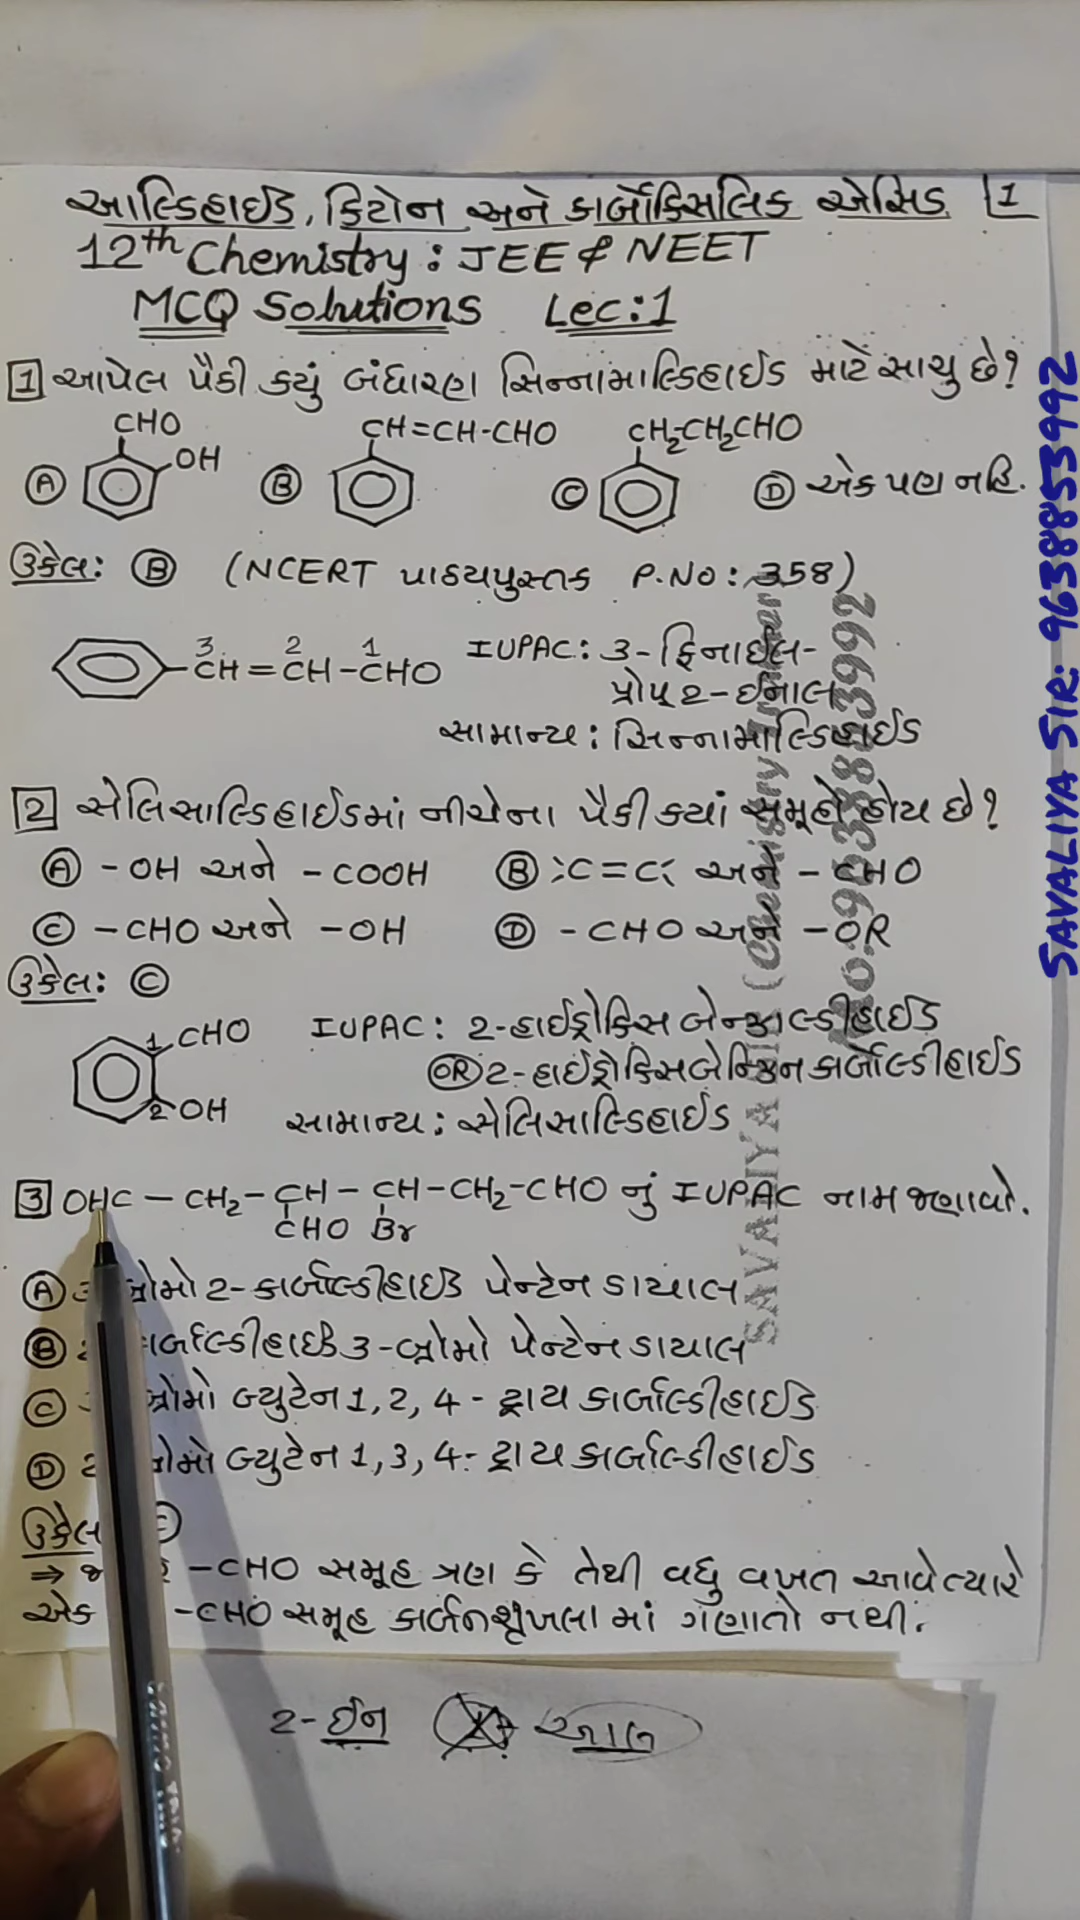 આલ્ડિહાઈડ, કિટોન અને કાર્બોક્સિલિક એસિડ 1
12th Chemistry: JEE & NEET
MCQ Solutions Lec:1
1 આપેલ પૈકી કયું બંધારણ સિન્નામાલ્ડિહાઈડ માટે સાચુ છે?
CHO CH=CH-CHO CH2-CH2CHO
OH
A B C D એક પણ નહિ.
ઉકેલ: B (NCERT પાઠયપુસ્તક P.NO: 358)
3 2 1
CH=CH-CHO IUPAC: 3-ફિનાઈલ-
પ્રોપ્ 2-ઈનાલ
સામાન્ય: સિન્નામાલ્ડિહાઈડ
2 સેલિસાલ્ડિહાઈડમાં નીચેના પૈકી ક્યાં સમૂહો હોય છે?
A -OH અને -COOH B >C=C< અને -CHO
C -CHO અને -OH D -CHO અને -OR
ઉકેલ: C
1 CHO IUPAC: 2-હાઈડ્રોક્સિ બેન્ઝાલ્ડીહાઈડ
OR 2-હાઈડ્રોક્સિબેન્ઝિન કાર્બાલ્ડીહાઈડ
2 OH સામાન્ય: સેલિસાલ્ડિહાઈડ
3 OHC-CH2-CH-CH-CH2-CHO નું IUPAC નામ જણાવો.
CHO Br
A બ્રોમો 2-કાર્બાલ્ડીહાઈડ પેન્ટેન ડાયાલ
B 3-બ્રોમો પેન્ટેન ડાયાલ
C બ્રોમો બ્યુટેન 1,2,4-ટ્રાય કાર્બાલ્ડીહાઈડ
D બ્યુટેન 1,3,4-ટ્રાય કાર્બાલ્ડીહાઈડ
ઉકેલ
⇒ -CHO સમૂહ ત્રણ કે તેથી વધુ વખત આવે ત્યારે
એક -CHO સમૂહ કાર્બનશૃંખલા માં ગણાતો નથી.
2-ઈન આલ
SAVALIYA SIR: 9638853992